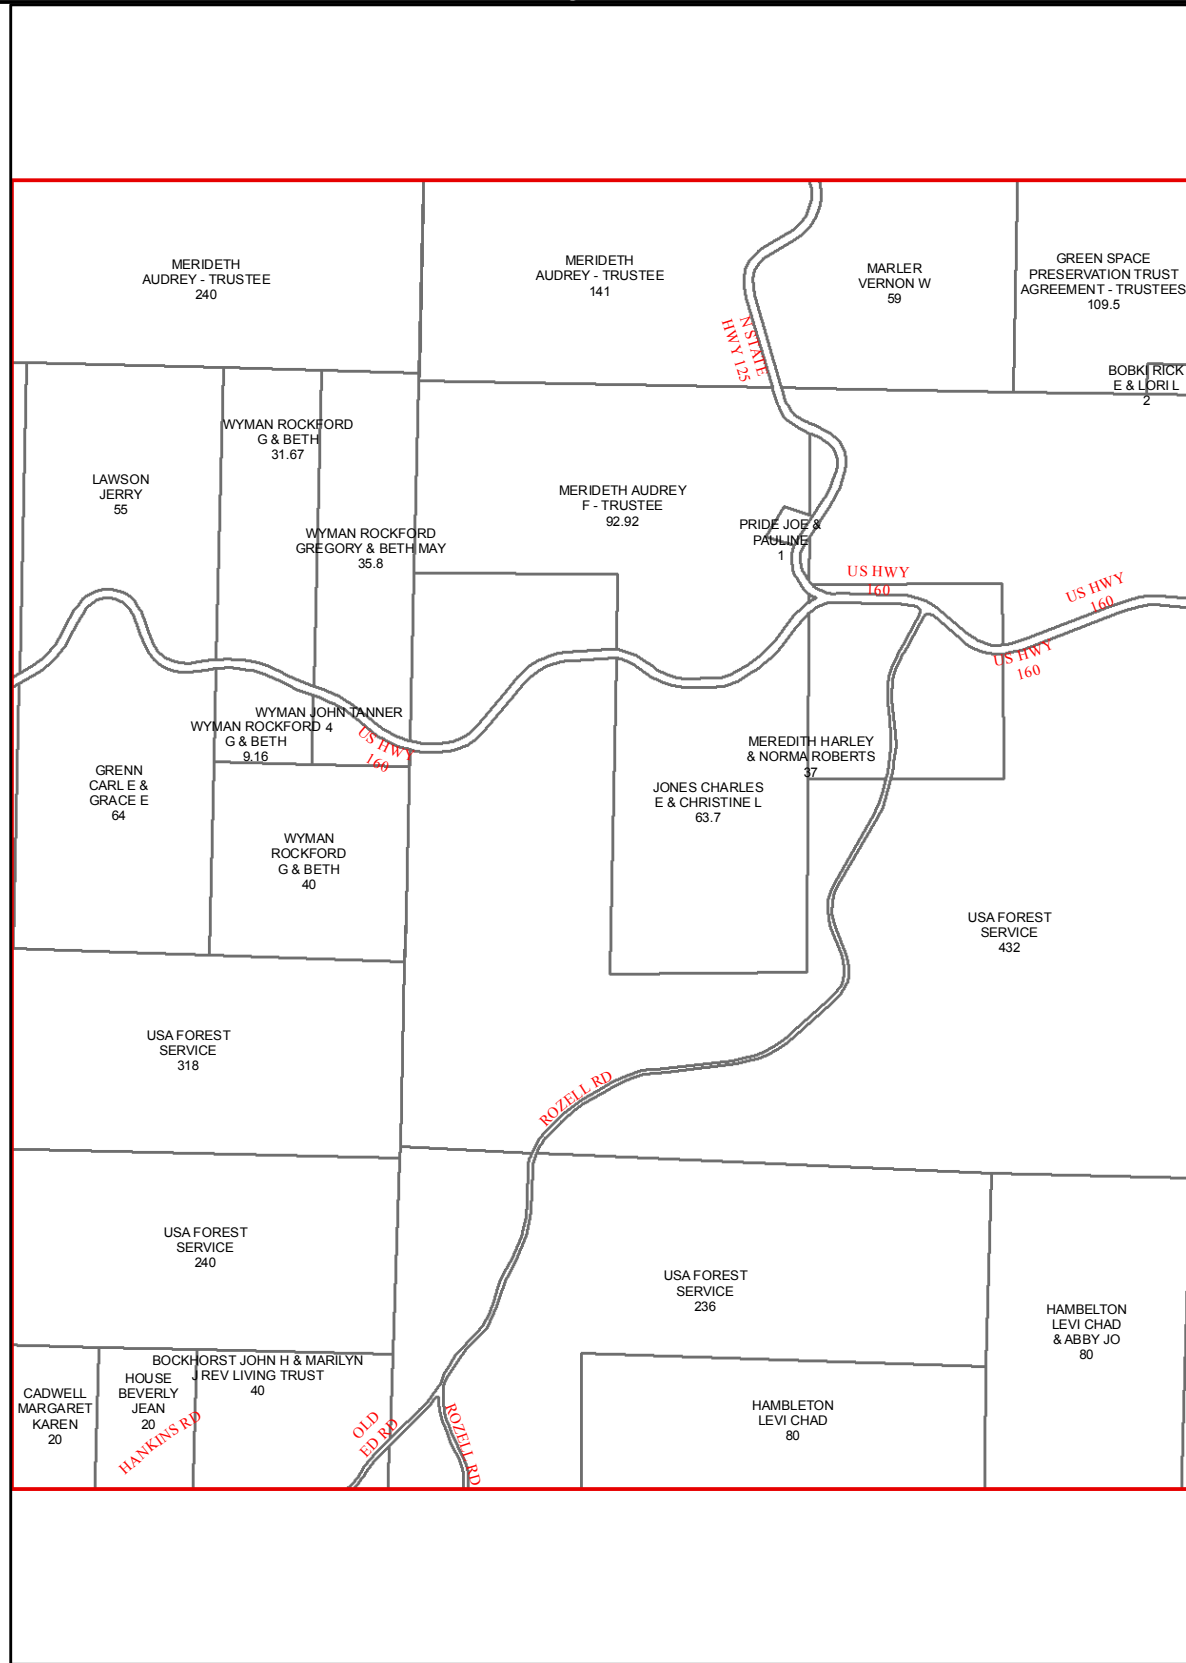 MERIDETH
AUDREY - TRUSTEE
240
MERIDETH
AUDREY - TRUSTEE
141
MARLER
VERNON W
59
GREEN SPACE
PRESERVATION TRUST
AGREEMENT - TRUSTEES
109.5
N STATE
HWY 125
BOBKI RICK
E & LORI L
2
WYMAN ROCKFORD
G & BETH
31.67
LAWSON
JERRY
55
MERIDETH AUDREY
F - TRUSTEE
92.92
WYMAN ROCKFORD
GREGORY & BETH MAY
35.8
PRIDE JOE &
PAULINE
1
US HWY
160
US HWY
160
US HWY
160
WYMAN JOHN TANNER
4
WYMAN ROCKFORD
G & BETH
9.16
US HWY
160
MEREDITH HARLEY
& NORMA ROBERTS
37
GRENN
CARL E &
GRACE E
64
JONES CHARLES
E & CHRISTINE L
63.7
WYMAN
ROCKFORD
G & BETH
40
USA FOREST
SERVICE
432
USA FOREST
SERVICE
318
ROZELL RD
USA FOREST
SERVICE
240
USA FOREST
SERVICE
236
HAMBELTON
LEVI CHAD
& ABBY JO
80
BOCKHORST JOHN H & MARILYN
J REV LIVING TRUST
40
HOUSE
BEVERLY
JEAN
20
CADWELL
MARGARET
KAREN
20
HANKINS RD
OLD
ED RD
ROZELL RD
HAMBLETON
LEVI CHAD
80